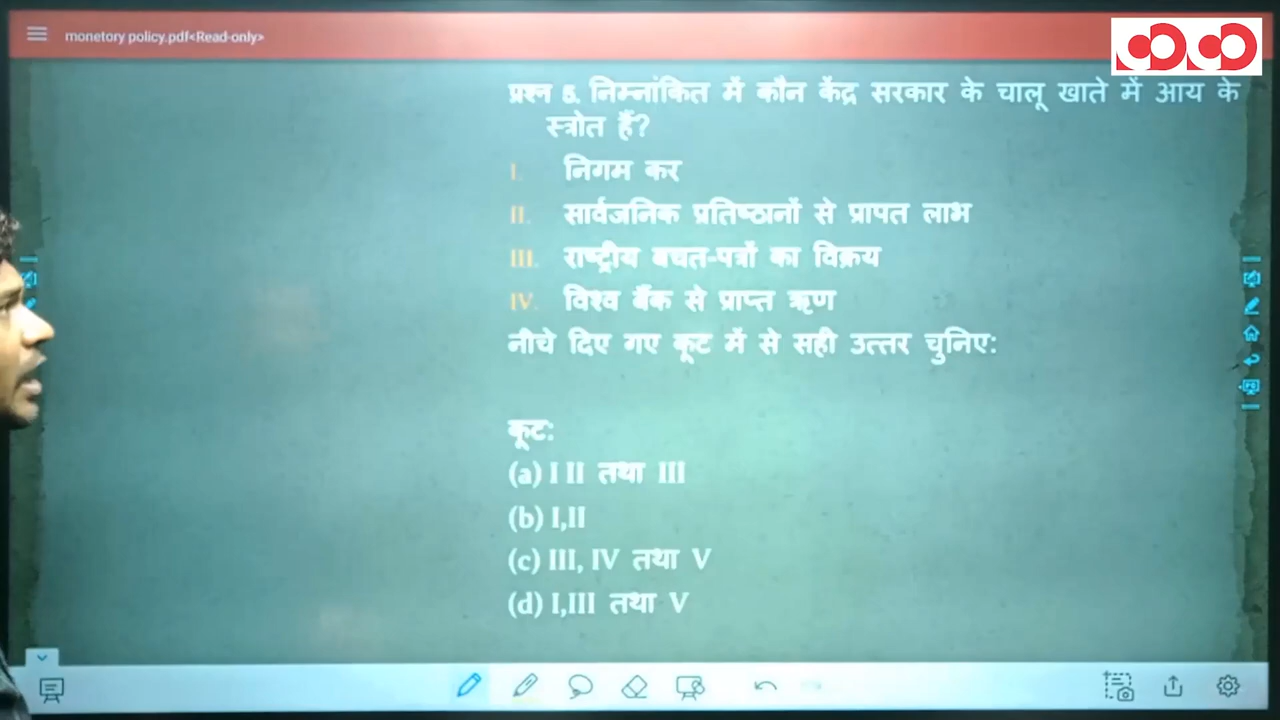 monetory policy.pdf<Read-only>
प्रश्न 5. निम्नांकित में कौन केंद्र सरकार के चालू खाते में आय के
स्त्रोत हैं?
I. निगम कर
II. सार्वजनिक प्रतिष्ठानों से प्रापत लाभ
III. राष्ट्रीय बचत-पत्रों का विक्रय
IV. विश्व बैंक से प्राप्त ऋण
नीचे दिए गए कूट में से सही उत्तर चुनिए:
कूट:
(a) I II तथा III
(b) I,II
(c) III, IV तथा V
(d) I,III तथा V